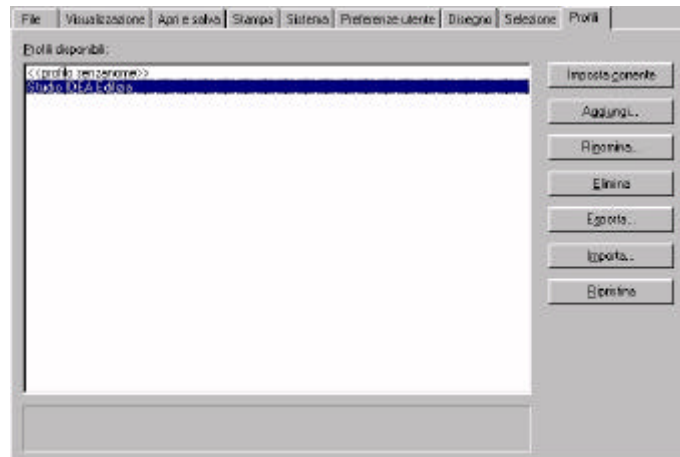 File Visualizzazione Apri e salva Stampa Sistema Preferenze utente Disegno Selezione Profili
Profili disponibili:
<<profilo senza nome>>
Studio IDEA Edilizia
Imposta corrente
Aggiungi...
Rinomina...
Elimina
Esporta...
Importa...
Ripristina